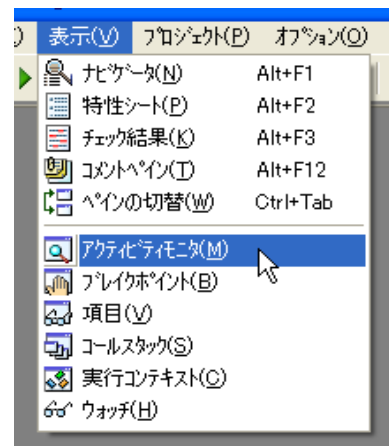 ) 表示(V) ﾌﾟﾛｼﾞｪｸﾄ(P) ｵﾌﾟｼｮﾝ(O)
ﾅﾋﾞｹﾞｰﾀ(N) Alt+F1
特性ｼｰﾄ(P) Alt+F2
ﾁｪｯｸ結果(K) Alt+F3
ｺﾒﾝﾄﾍﾟｲﾝ(T) Alt+F12
ﾍﾟｲﾝの切替(W) Ctrl+Tab
ｱｸﾃｨﾋﾞﾃｨﾓﾆﾀ(M)
ﾌﾞﾚｲｸﾎﾟｲﾝﾄ(B)
項目(V)
ｺｰﾙｽﾀｯｸ(S)
実行ｺﾝﾃｷｽﾄ(C)
ｳｫｯﾁ(H)